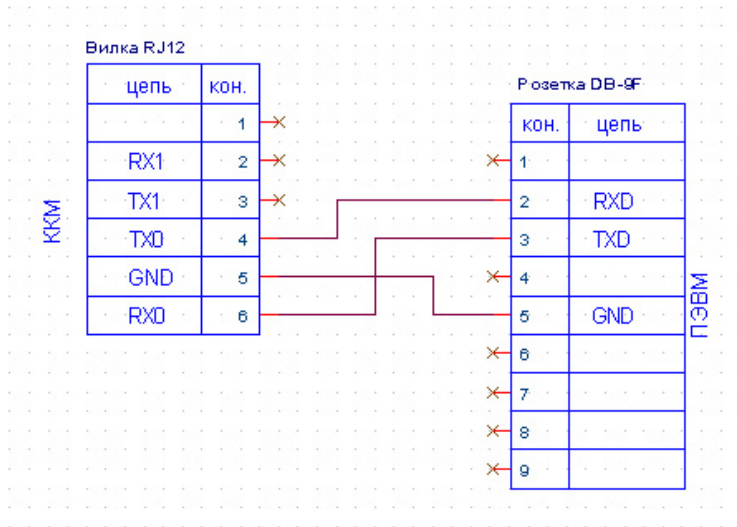 Вилка RJ12
цепь кон.
1
RX1 2
TX1 3
TX0 4
GND 5
RX0 6
ККМ
Розетка DB-9F
кон. цепь
1
2 RXD
3 TXD
4
5 GND
6
7
8
9
ПЭВМ